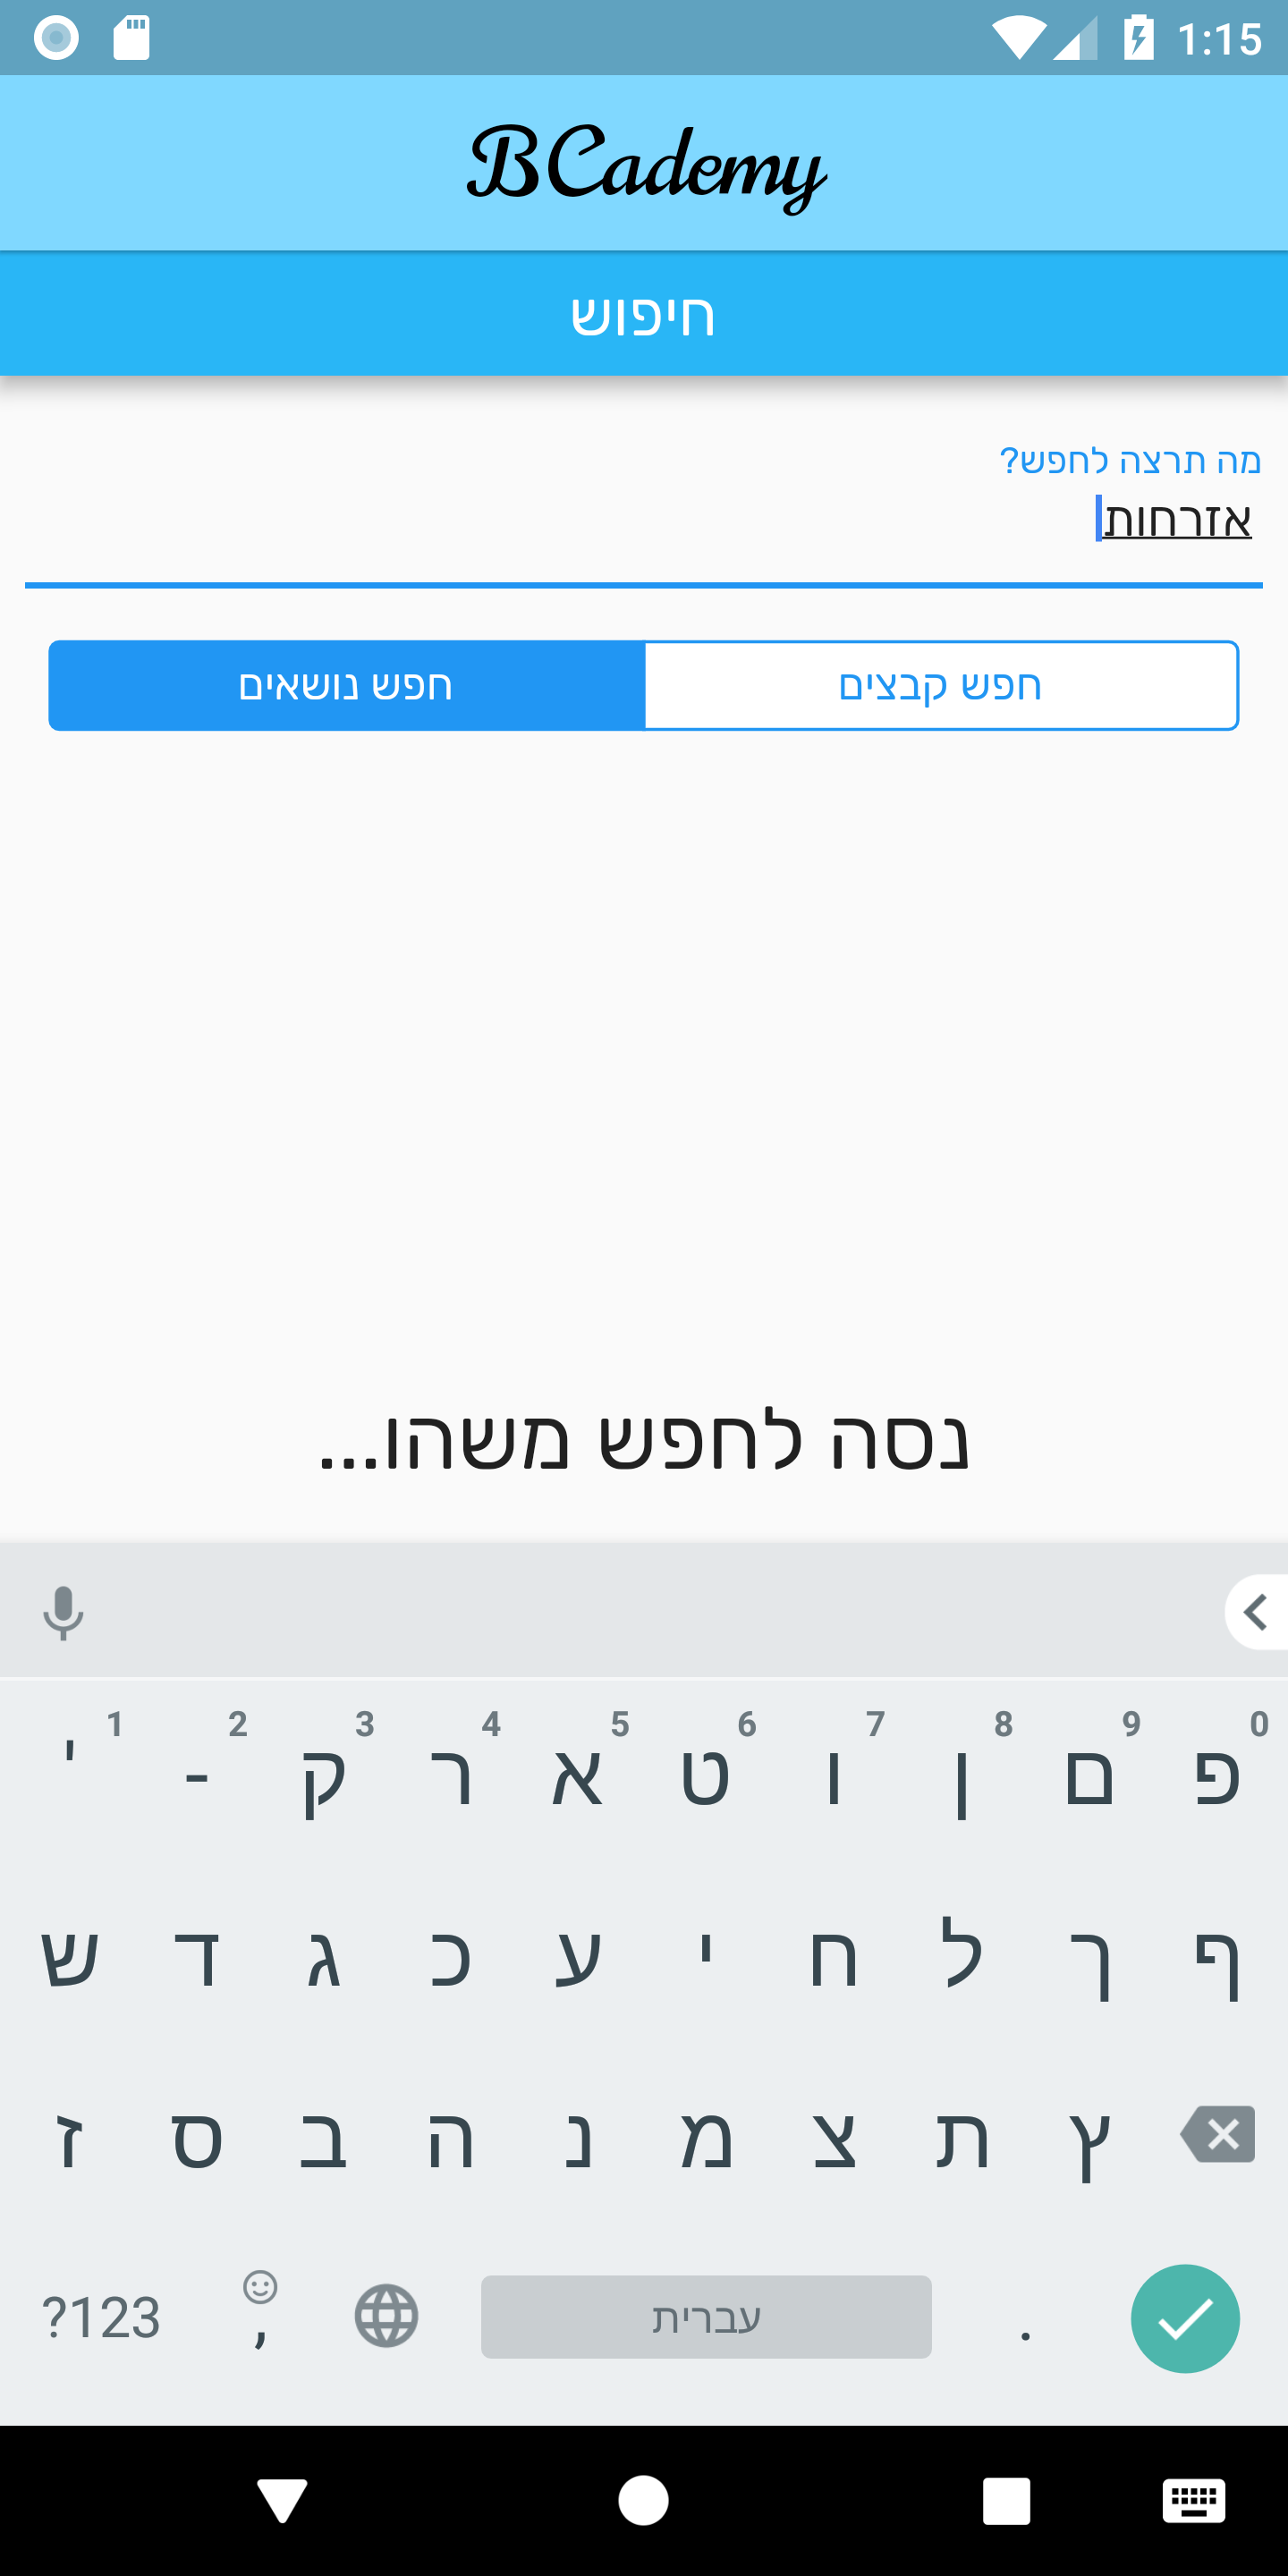 1:15
BCademy
חיפוש
מה תרצה לחפש?
אזרחות
חפש קבצים
חפש נושאים
נסה לחפש משהו...
' 1 - 2 ק 3 ר 4 א 5 ט 6 ו 7 ן 8 ם 9 פ 0
ש ד ג כ ע י ח ל ך ף
ז ס ב ה נ מ צ ת ץ
?123 , עברית .